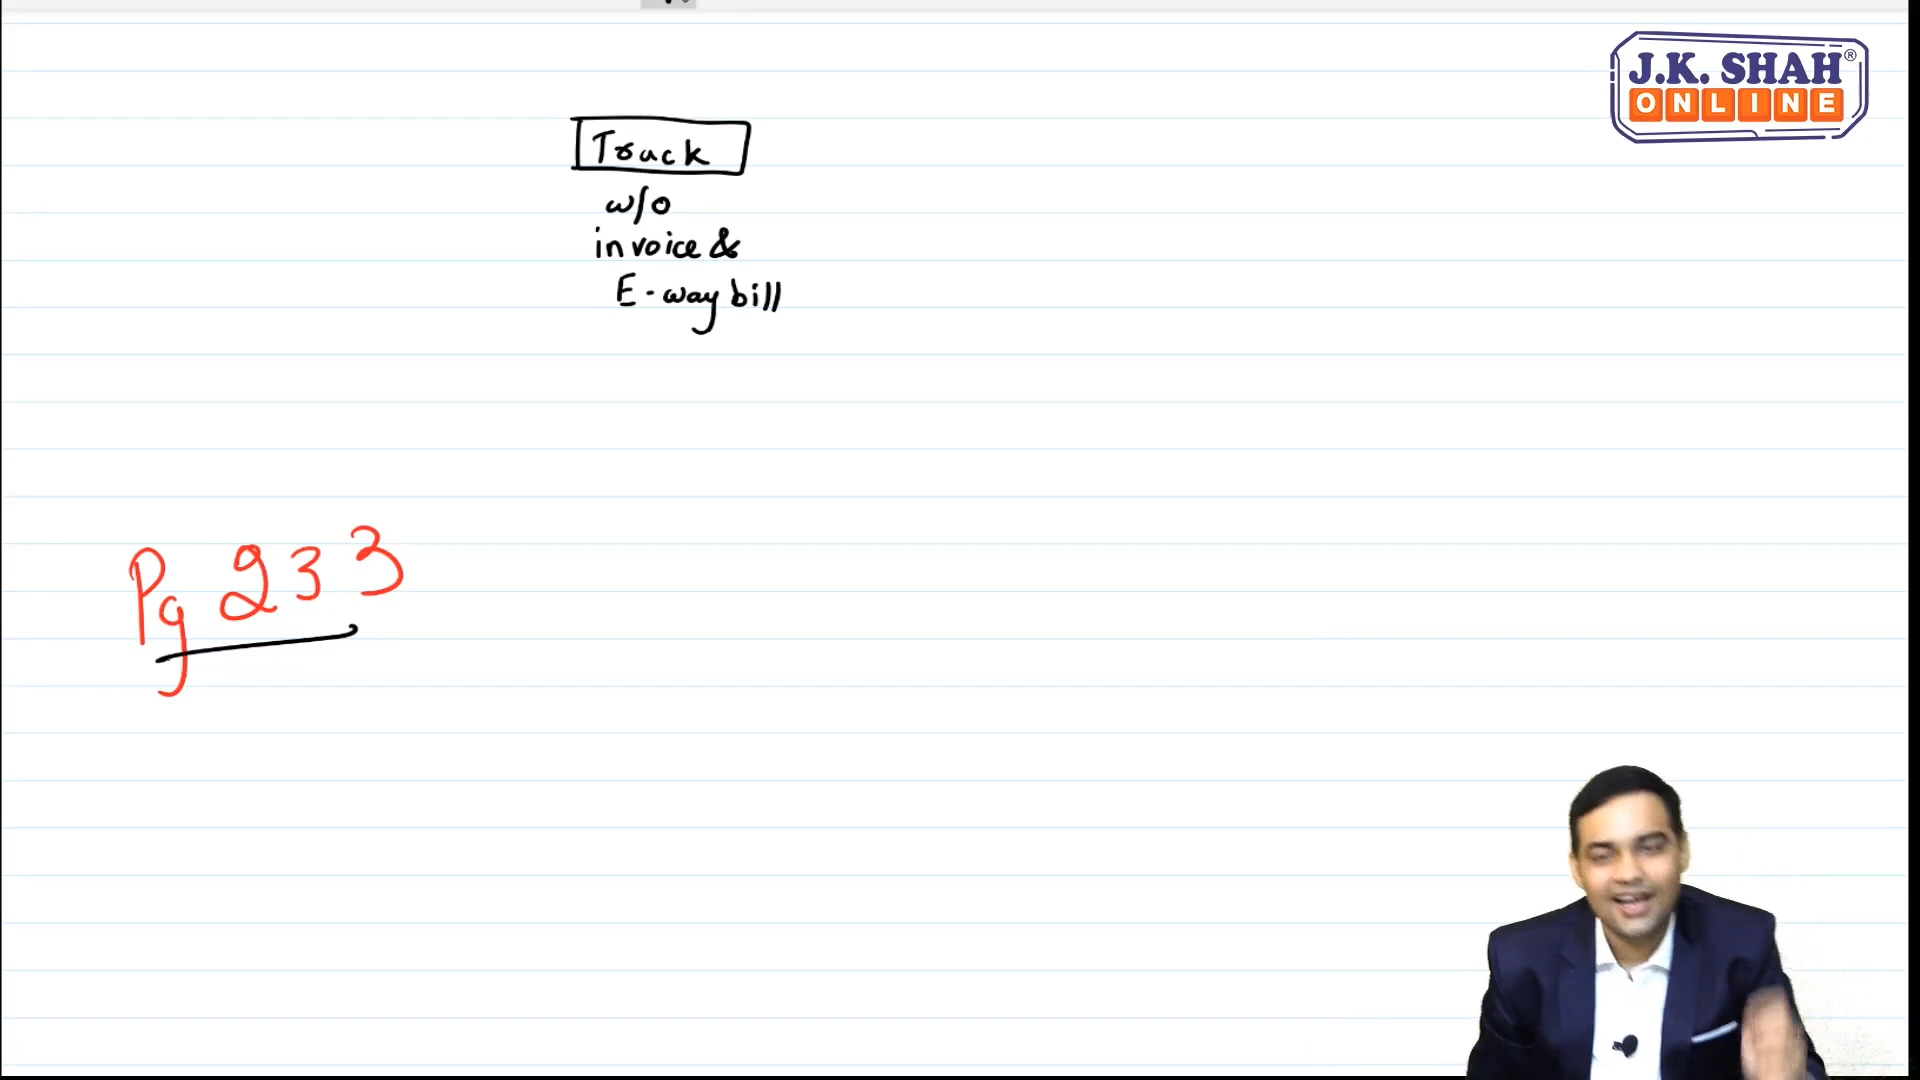 J.K. SHAH®
ONLINE
Truck
w/o
invoice &
E-way bill
Pg 233